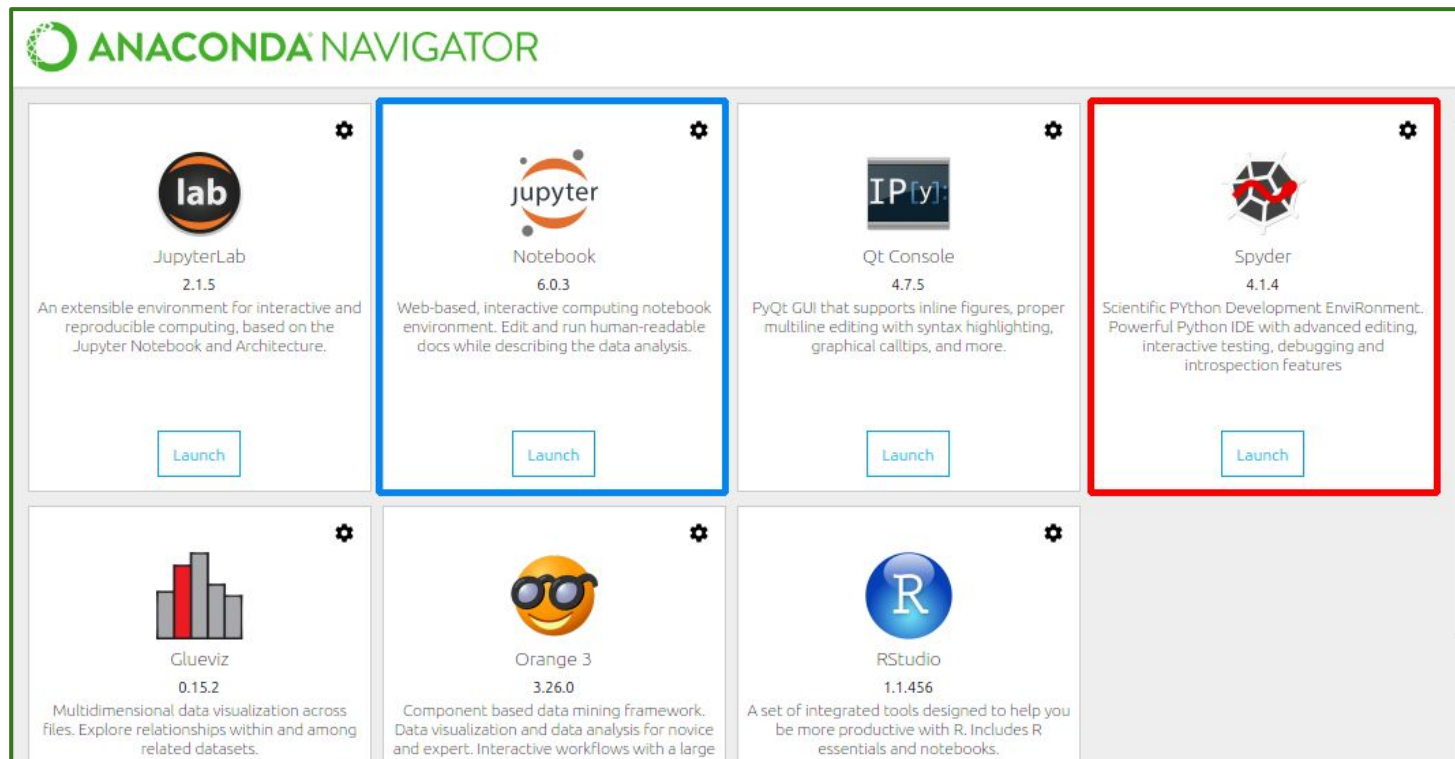 ANACONDA NAVIGATOR
lab
JupyterLab
2.1.5
An extensible environment for interactive and
reproducible computing, based on the
Jupyter Notebook and Architecture.
Launch
jupyter
Notebook
6.0.3
Web-based, interactive computing notebook
environment. Edit and run human-readable
docs while describing the data analysis.
Launch
IP[y]:
Qt Console
4.7.5
PyQt GUI that supports inline figures, proper
multiline editing with syntax highlighting,
graphical calltips, and more.
Launch
Spyder
4.1.4
Scientific PYthon Development EnviRonment.
Powerful Python IDE with advanced editing,
interactive testing, debugging and
introspection features
Launch
Glueviz
0.15.2
Multidimensional data visualization across
files. Explore relationships within and among
related datasets.
Orange 3
3.26.0
Component based data mining framework.
Data visualization and data analysis for novice
and expert. Interactive workflows with a large
R
RStudio
1.1.456
A set of integrated tools designed to help you
be more productive with R. Includes R
essentials and notebooks.